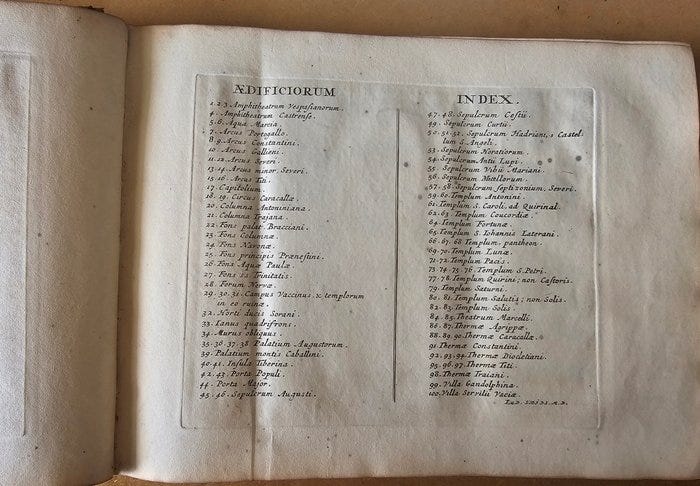 ÆDIFICIORUM
1.2.3. Amphitheatrum Vespasianorum.
4. Amphitheatrum Castrense.
5.6. Aqua Marcia
7. Arcus Portogallo.
8.9. Arcus Constantini.
10. Arcus Gallieni.
11.12. Arcus Severi.
13.14. Arcus minor Severi.
15.16. Arcus Titi.
17. Capitolium.
18.19. Circus Caracallæ
20. Columna Antoniniana.
21. Columna Trajana.
22. Fons palat. Bracciani.
23. Fons Columnæ.
24. Fons Navonæ.
25. Fons principis Prænestini.
26. Fons Aquæ Paulæ.
27. Fons SS. Trinitatis.
28. Forum Nervæ.
29.30.31. Campus Vaccinus. x. templorum
in eo ruinæ.
32. Horti ducis Sorani.
33. Ianus quadrifrons.
34. Murus obliquus.
35.36.37.38. Palatium Augustorum.
39. Palatium montis Caballini.
40.41. Insula Tiberina.
42.43. Porta Populi.
44. Porta Major.
45.46. Sepulcrum Augusti.
INDEX.
47.48. Sepulcrum Cestii.
49. Sepulcrum Curtii.
50.51.52. Sepulcrum Hadriani, s Castel-
lum S. Angeli.
53. Sepulcrum Horatiorum.
54. Sepulcrum Antii Lupi.
55. Sepulcrum Vibii Mariani.
56. Sepulcrum Metellorum.
57.58. Sepulcrum, septizonium, Severi.
59.60. Templum Antonini.
61. Templum S. Caroli, ad Quirinal.
62.63. Templum Concordiæ.
64. Templum Fortunæ.
65. Templum S. Iohannis Laterani.
66.67.68. Templum, pantheon.
69.70. Templum Lunæ.
71.72. Templum Pacis.
73.74.75.76. Templum S. Petri.
77.78. Templum Quirini; non Castoris.
79. Templum Saturni.
80.81. Templum Salutis; non Solis.
82.83. Templum Solis.
84.85. Theatrum Marcelli.
86.87. Thermæ Agrippæ.
88.89.90. Thermæ Caracallæ.
91. Thermæ Constantini.
92.93.94. Thermæ Diocletiani.
95.96.97. Thermæ Titi.
98. Thermæ Traiani.
99. Villa Gandolphina.
100. Villa Servilii Vaciæ.